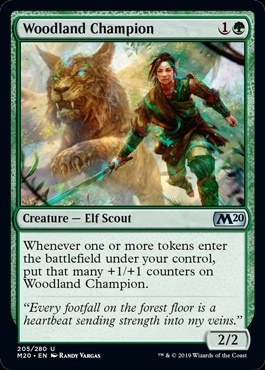 Woodland Champion 1
Creature — Elf Scout M20
Whenever one or more tokens enter
the battlefield under your control,
put that many +1/+1 counters on
Woodland Champion.
“Every footfall on the forest floor is a
heartbeat sending strength into my veins.”
2/2
205/280 U
M20 • EN RANDY VARGAS
™ & © 2019 Wizards of the Coast